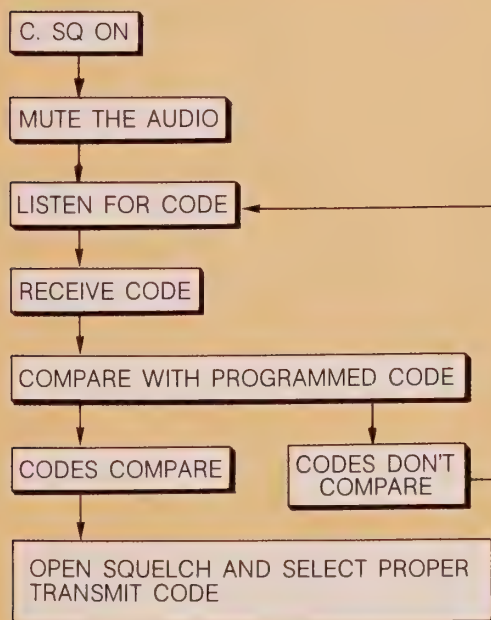 C. SQ ON
MUTE THE AUDIO
LISTEN FOR CODE
RECEIVE CODE
COMPARE WITH PROGRAMMED CODE
CODES COMPARE
CODES DON'T
COMPARE
OPEN SQUELCH AND SELECT PROPER
TRANSMIT CODE